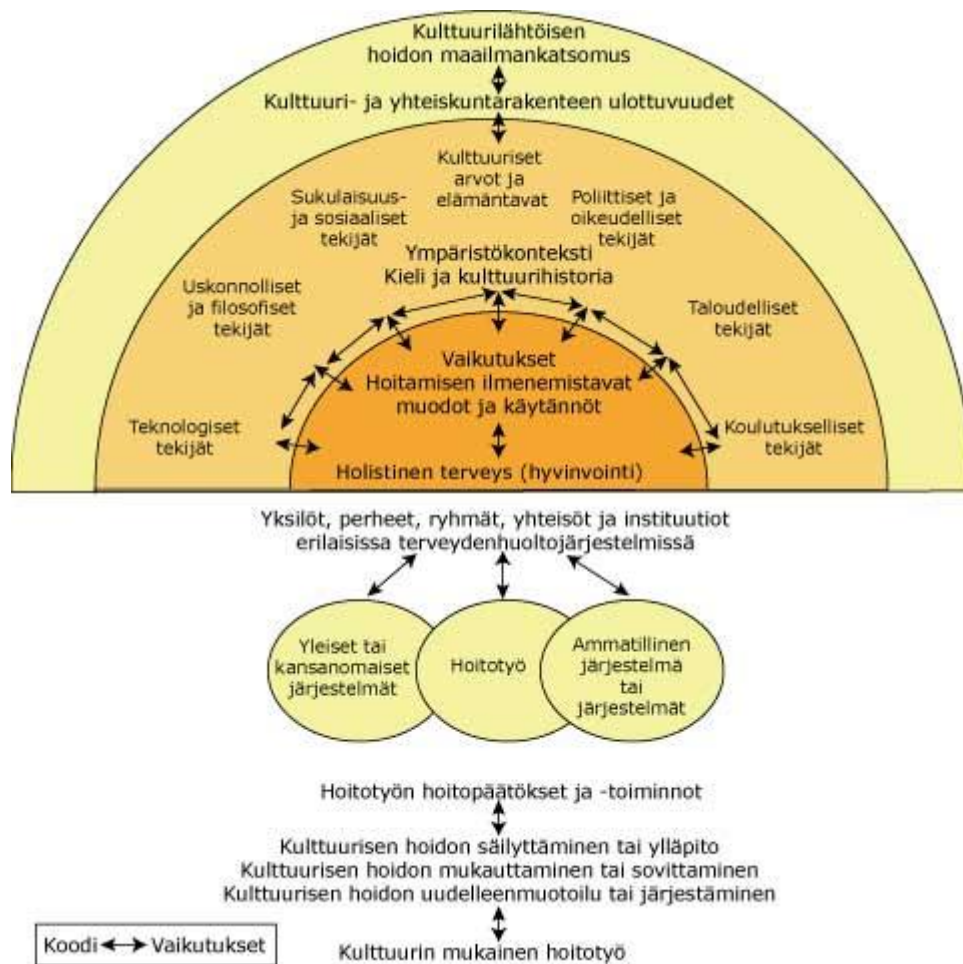 Kulttuurilähtöisen
hoidon maailmankatsomus
Kulttuuri- ja yhteiskuntarakenteen ulottuvuudet
Kulttuuriset
arvot ja
elämäntavat
Sukulaisuus-
ja sosiaaliset
tekijät
Poliittiset ja
oikeudelliset
tekijät
Ympäristökonteksti
Kieli ja kulttuurihistoria
Uskonnolliset
ja filosofiset
tekijät
Taloudelliset
tekijät
Vaikutukset
Hoitamisen ilmenemistavat
muodot ja käytännöt
Teknologiset
tekijät
Koulutukselliset
tekijät
Holistinen terveys (hyvinvointi)
Yksilöt, perheet, ryhmät, yhteisöt ja instituutiot
erilaisissa terveydenhuoltojärjestelmissä
Yleiset tai
kansanomaiset
järjestelmät
Hoitotyö
Ammatillinen
järjestelmä
tai
järjestelmät
Hoitotyön hoitopäätökset ja -toiminnot
Kulttuurisen hoidon säilyttäminen tai ylläpito
Kulttuurisen hoidon mukauttaminen tai sovittaminen
Kulttuurisen hoidon uudelleenmuotoilu tai järjestäminen
Koodi Vaikutukset
Kulttuurin mukainen hoitotyö